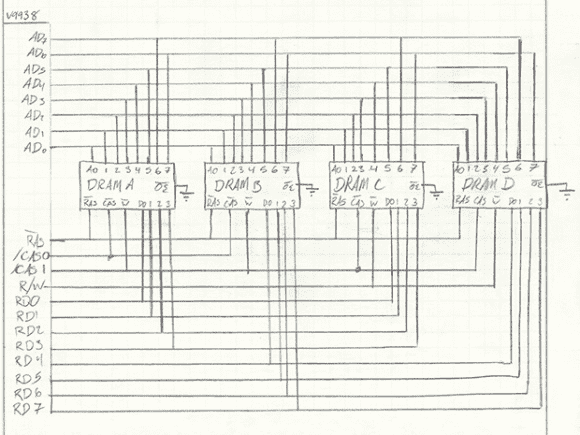 V9938
AD7
AD6
AD5
AD4
AD3
AD2
AD1
AD0
A0 1 2 3 4 5 6 7
DRAM A OE
RAS CAS W D0 1 2 3
A0 1 2 3 4 5 6 7
DRAM B OE
RAS CAS W D0 1 2 3
A0 1 2 3 4 5 6 7
DRAM C OE
RAS CAS W D0 1 2 3
A0 1 2 3 4 5 6 7
DRAM D OE
RAS CAS W D0 1 2 3
RAS
/CAS0
/CAS1
R/W
RD0
RD1
RD2
RD3
RD4
RD5
RD6
RD7